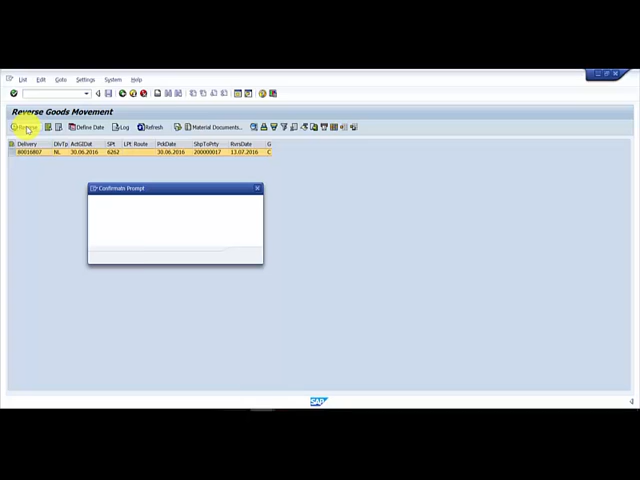 List Edit Goto Settings System Help
Reverse Goods Movement
Define Date Log Refresh Material Documents...
Delivery DlvTp ActGIDat SPt LPt Route PckDate ShpToPrty RvrsDate G
80016807 NL 30.06.2016 6262 30.06.2016 200000017 13.07.2016 C
Confirmatn Prompt
SAP